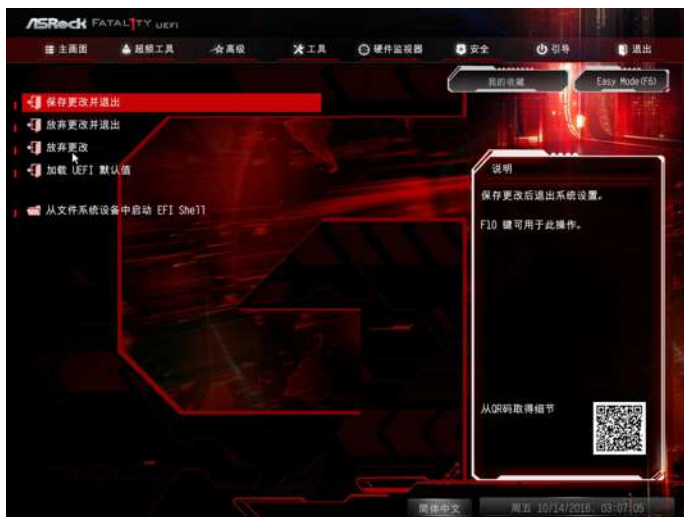 ASRock FATAL1TY UEFI
主画面 超频工具 高级 工具 硬件监视器 安全 引导 退出
我的收藏 Easy Mode(F6)
保存更改并退出
放弃更改并退出
放弃更改
加载 UEFI 默认值
从文件系统设备中启动 EFI Shell
说明
保存更改后退出系统设置。
F10 键可用于此操作。
从QR码取得细节
简体中文 周五 10/14/2016, 03:07:05